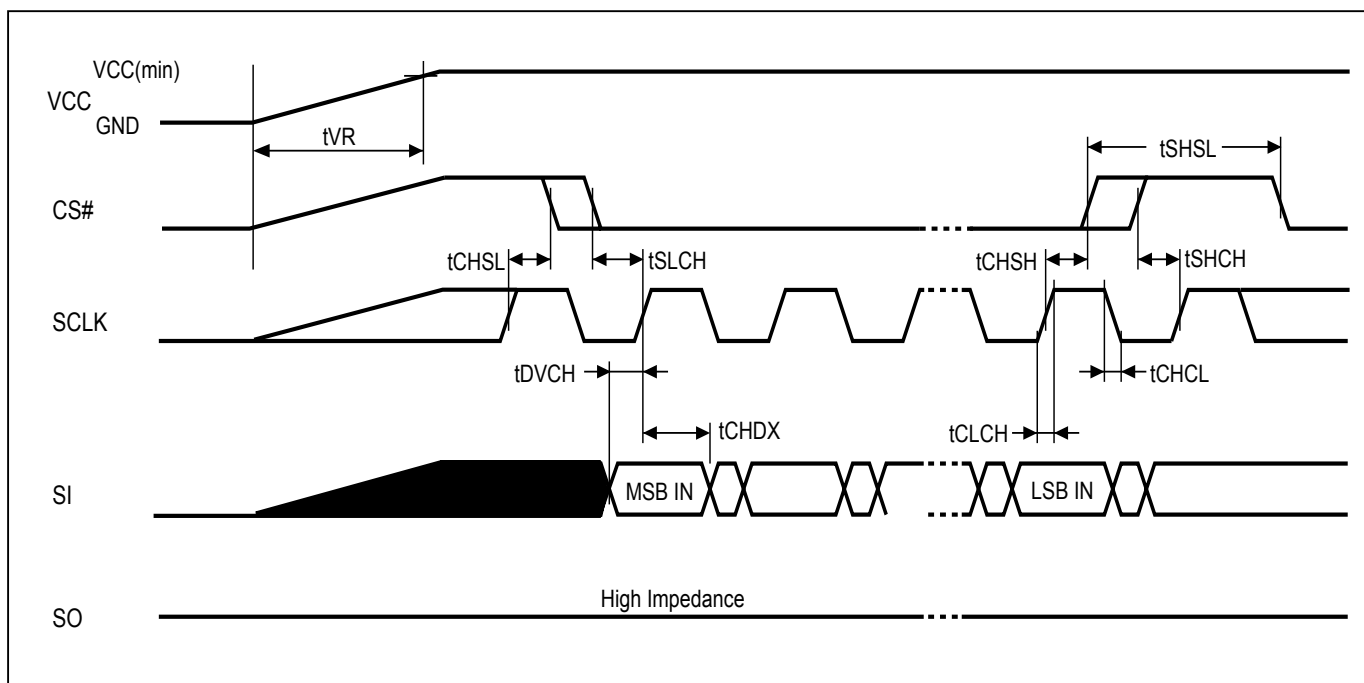 VCC(min)
VCC
GND
tVR
tSHSL
CS#
tCHSL
tSLCH
tCHSH
tSHCH
SCLK
tDVCH
tCHCL
tCHDX
tCLCH
SI
MSB IN
LSB IN
High Impedance
SO